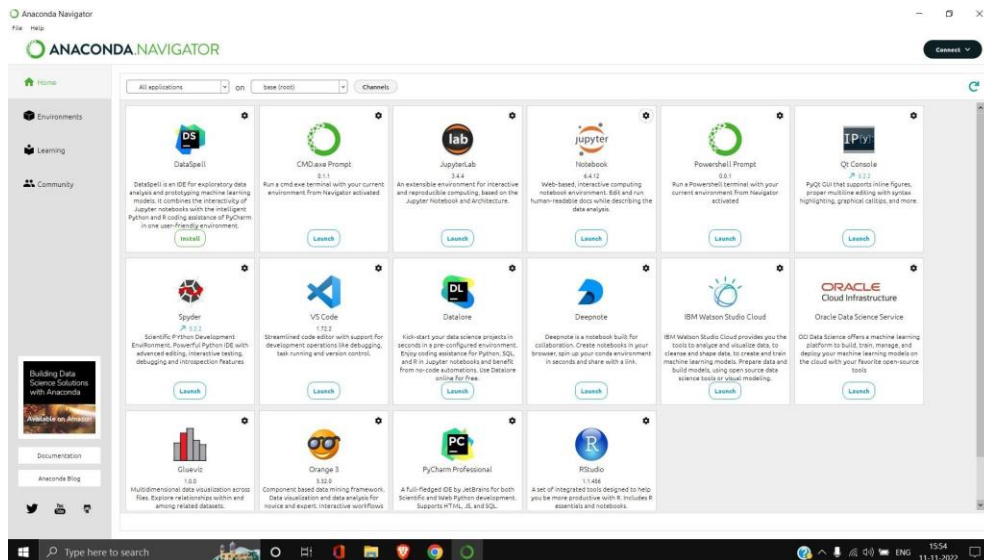 Anaconda Navigator
File Help
ANACONDA.NAVIGATOR
Connect
Home
All applications on base (root) Channels
Environments
Learning
Community
DS
DataSpell
DataSpell is an IDE for exploratory data
analysis and prototyping machine learning
models. It combines the interactivity of
Jupyter notebooks with the intelligent
Python and R coding assistance of PyCharm
in one user-friendly environment.
Install
CMD.exe Prompt
0.1.1
Run a cmd.exe terminal with your current
environment from Navigator activated
Launch
lab
JupyterLab
3.4.4
An extensible environment for interactive
and reproducible computing, based on the
Jupyter Notebook and Architecture.
Launch
jupyter
Notebook
6.4.12
Web-based, interactive computing
notebook environment. Edit and run
human-readable docs while describing the
data analysis.
Launch
Powershell Prompt
0.0.1
Run a Powershell terminal with your
current environment from Navigator
activated
Launch
IP[y]:
Qt Console
5.2.2
PyQt GUI that supports inline figures,
proper multiline editing with syntax
highlighting, graphical calltips, and more.
Launch
Spyder
5.2.2
Scientific PYthon Development
EnviRonment. Powerful Python IDE with
advanced editing, interactive testing,
debugging and introspection features
Launch
VS Code
1.72.2
Streamlined code editor with support for
development operations like debugging,
task running and version control.
Launch
DL
Datalore
Kick-start your data science projects in
seconds in a pre-configured environment.
Enjoy coding assistance for Python, SQL,
and R in Jupyter notebooks and benefit
from no-code automations. Use Datalore
online for free.
Launch
Deepnote
Deepnote is a notebook built for
collaboration. Create notebooks in your
browser, spin up your conda environment
in seconds and share with a link.
Launch
IBM Watson Studio Cloud
IBM Watson Studio Cloud provides you the
tools to analyze and visualize data, to
cleanse and shape data, to create and train
machine learning models. Prepare data and
build models, using open source data
science tools or visual modeling.
Launch
ORACLE
Cloud Infrastructure
Oracle Data Science Service
OCI Data Science offers a machine learning
platform to build, train, manage, and
deploy your machine learning models on
the cloud with your favorite open-source
tools
Launch
Glueviz
1.0.0
Multidimensional data visualization across
files. Explore relationships within and
among related datasets.
Orange 3
3.32.0
Component based data mining framework.
Data visualization and data analysis for
novice and expert. Interactive workflows
PC
PyCharm Professional
A full-fledged IDE by JetBrains for both
Scientific and Web Python development.
Supports HTML, JS, and SQL.
R
RStudio
1.1.456
A set of integrated tools designed to help
you be more productive with R. Includes R
essentials and notebooks.
Building Data
Science Solutions
with Anaconda
Available on Amazon
Documentation
Anaconda Blog
You
Type here to search
ENG
15:54
11-11-2022